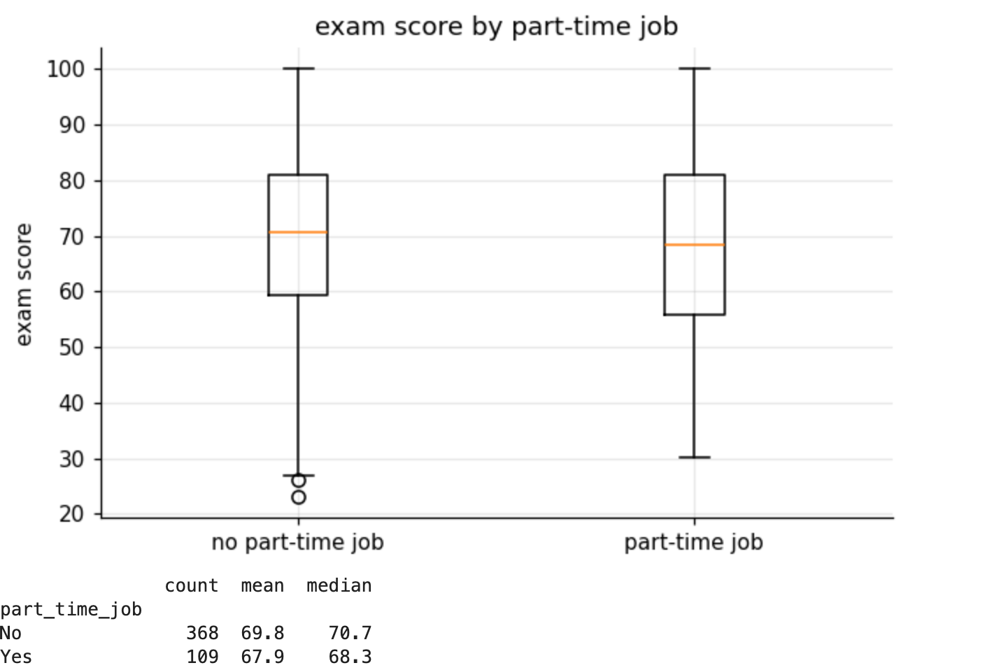 exam score by part-time job
100
90
80
70
60
50
40
30
20
exam score
no part-time job
part-time job
count mean median
part_time_job
No 368 69.8 70.7
Yes 109 67.9 68.3